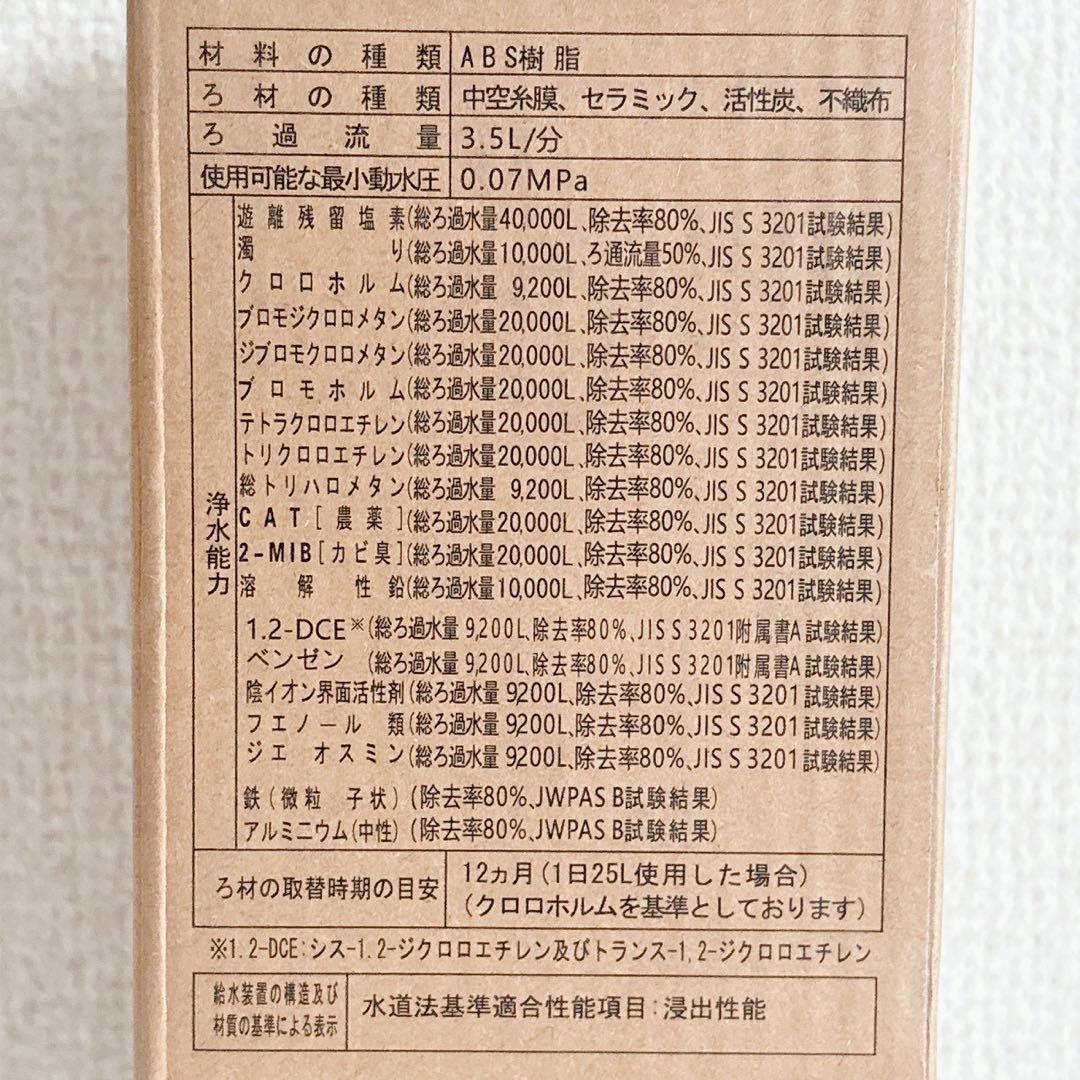 材料の種類 ABS樹脂
ろ材の種類 中空糸膜、セラミック、活性炭、不織布
ろ過流量 3.5L/分
使用可能な最小動水圧 0.07MPa
浄水能力
遊離残留塩素(総ろ過水量40,000L、除去率80%、JIS S 3201試験結果)
濁り(総ろ過水量10,000L、ろ通流量50%、JIS S 3201試験結果)
クロロホルム(総ろ過水量 9,200L、除去率80%、JIS S 3201試験結果)
ブロモジクロロメタン(総ろ過水量20,000L、除去率80%、JIS S 3201試験結果)
ジブロモクロロメタン(総ろ過水量20,000L、除去率80%、JIS S 3201試験結果)
ブロモホルム(総ろ過水量20,000L、除去率80%、JIS S 3201試験結果)
テトラクロロエチレン(総ろ過水量20,000L、除去率80%、JIS S 3201試験結果)
トリクロロエチレン(総ろ過水量20,000L、除去率80%、JIS S 3201試験結果)
総トリハロメタン(総ろ過水量 9,200L、除去率80%、JIS S 3201試験結果)
CAT[農薬](総ろ過水量20,000L、除去率80%、JIS S 3201試験結果)
2-MIB[カビ臭](総ろ過水量20,000L、除去率80%、JIS S 3201試験結果)
溶解性鉛(総ろ過水量10,000L、除去率80%、JIS S 3201試験結果)
1.2-DCE※(総ろ過水量 9,200L、除去率80%、JIS S 3201附属書A試験結果)
ベンゼン (総ろ過水量 9,200L、除去率80%、JIS S 3201附属書A試験結果)
陰イオン界面活性剤(総ろ過水量 9200L、除去率80%、JIS S 3201試験結果)
フエノール類(総ろ過水量 9200L、除去率80%、JIS S 3201試験結果)
ジエオスミン(総ろ過水量 9200L、除去率80%、JIS S 3201試験結果)
鉄(微粒子状)(除去率80%、JWPAS B試験結果)
アルミニウム(中性)(除去率80%、JWPAS B試験結果)
ろ材の取替時期の目安 12ヵ月(1日25L使用した場合)
(クロロホルムを基準としております)
※1.2-DCE:シス-1.2-ジクロロエチレン及びトランス-1,2-ジクロロエチレン
給水装置の構造及び
材質の基準による表示 水道法基準適合性能項目:浸出性能